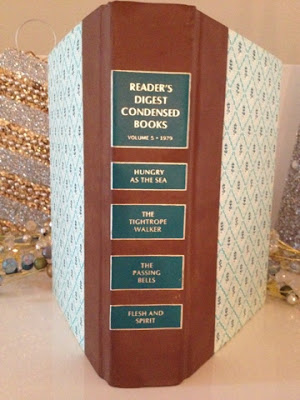 READER'S
DIGEST
CONDENSED
BOOKS
VOLUME 5 • 1979
HUNGRY
AS THE SEA
THE
TIGHTROPE
WALKER
THE
PASSING
BELLS
FLESH AND
SPIRIT